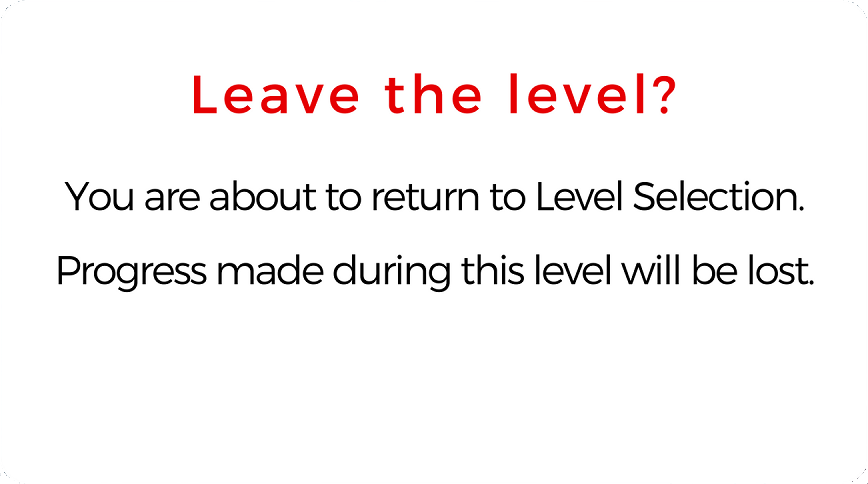 Leave the level?
You are about to return to Level Selection.
Progress made during this level will be lost.